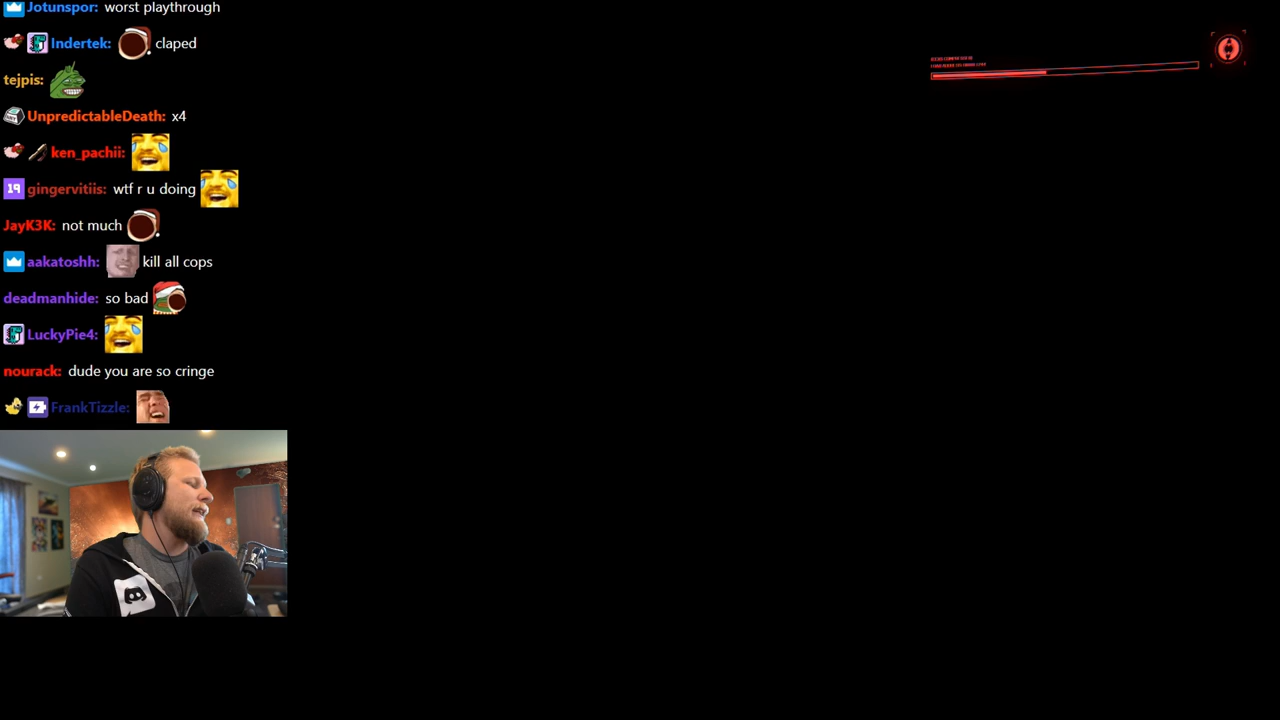 Jotunspor: worst playthrough
Indertek: claped
tejpis:
UnpredictableDeath: x4
ken_pachii:
19 gingervitiis: wtf r u doing
JayK3K: not much
aakatoshh: kill all cops
deadmanhide: so bad
LuckyPie4:
nourack: dude you are so cringe
FrankTizzle: